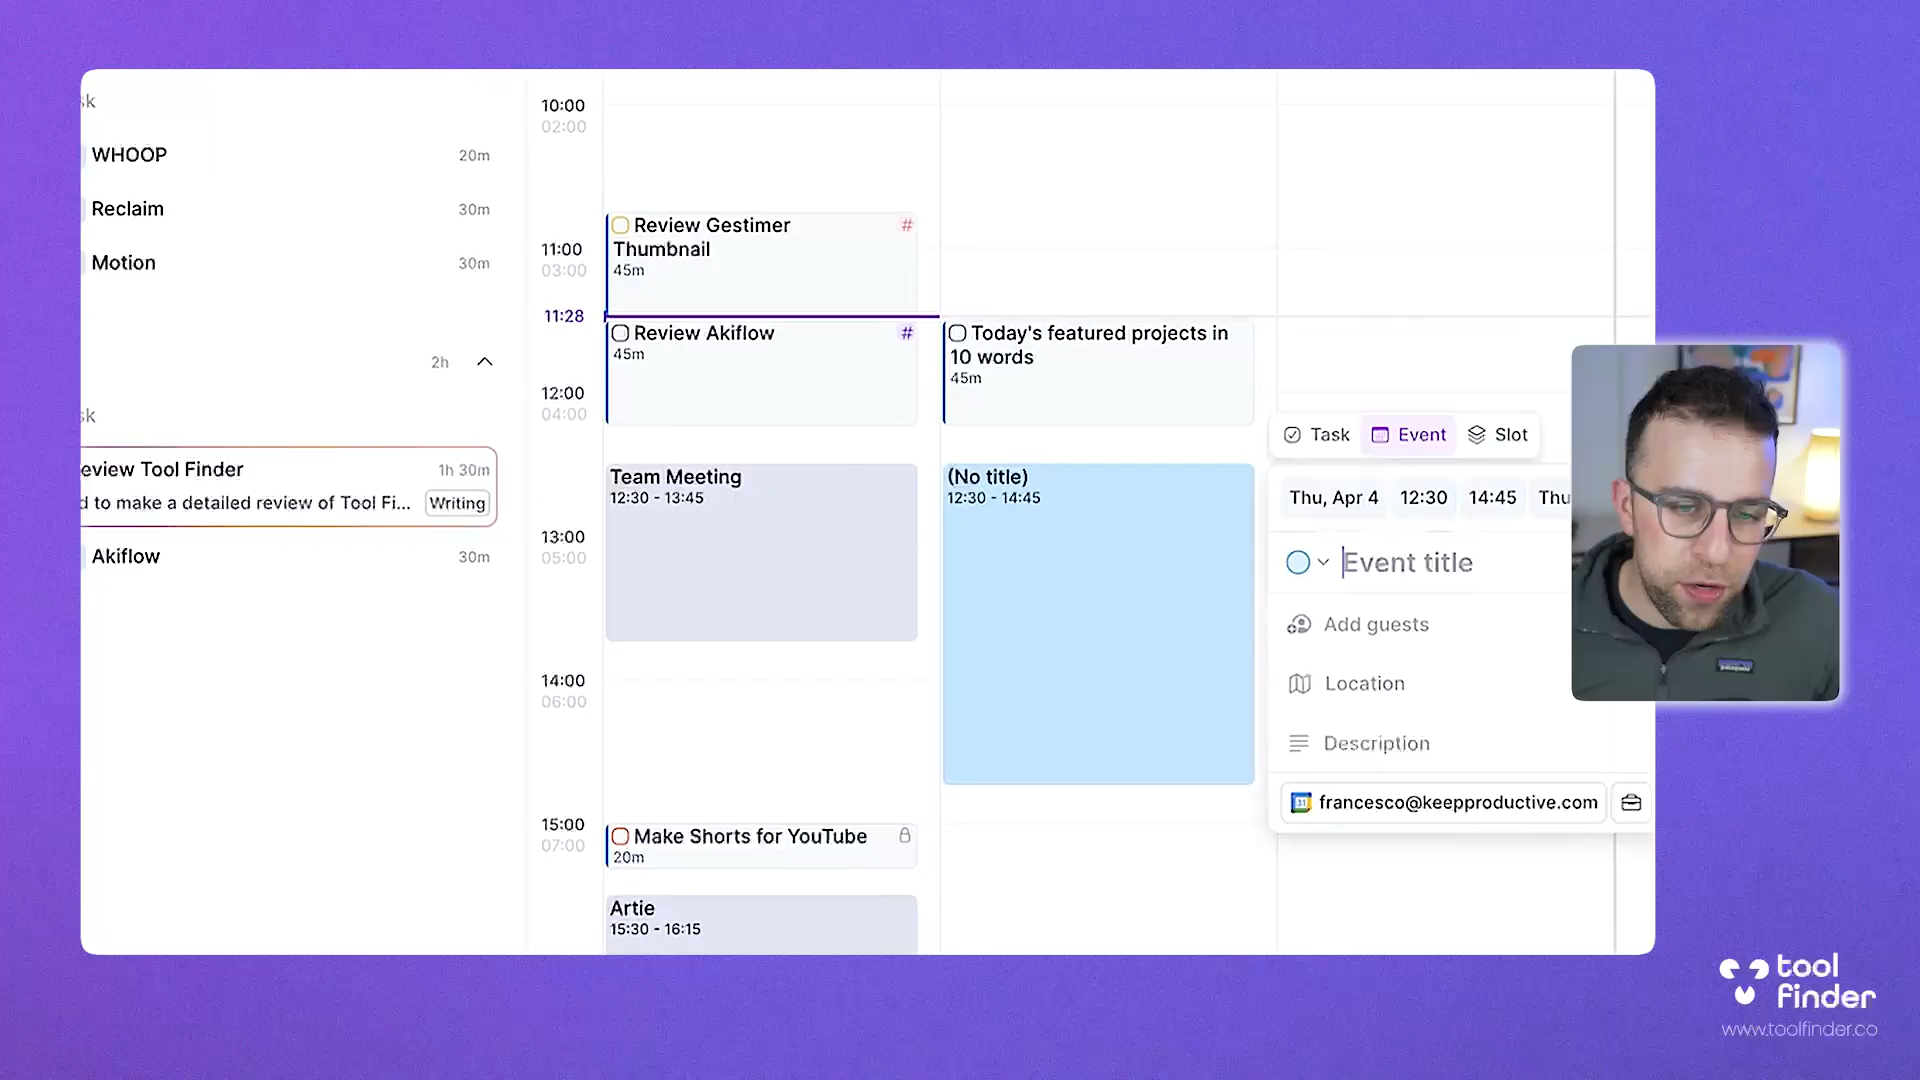 sk
WHOOP 20m
Reclaim 30m
Motion 30m
2h
sk
eview Tool Finder 1h 30m
d to make a detailed review of Tool Fi... Writing
Akiflow 30m
10:00
02:00
11:00
03:00
11:28
12:00
04:00
13:00
05:00
14:00
06:00
15:00
07:00
Review Gestimer #
Thumbnail
45m
Review Akiflow #
45m
Team Meeting
12:30 - 13:45
Make Shorts for YouTube
20m
Artie
15:30 - 16:15
Today's featured projects in
10 words
45m
(No title)
12:30 - 14:45
Task Event Slot
Thu, Apr 4 12:30 14:45 Thu
Event title
Add guests
Location
Description
31 francesco@keepproductive.com
tool
finder
www.toolfinder.co